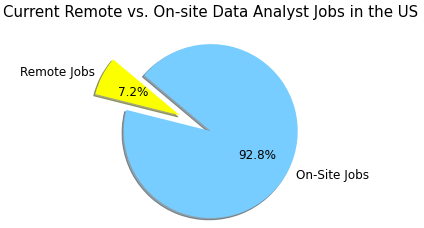 Current Remote vs. On-site Data Analyst Jobs in the US
Remote Jobs
7.2%
92.8%
On-Site Jobs